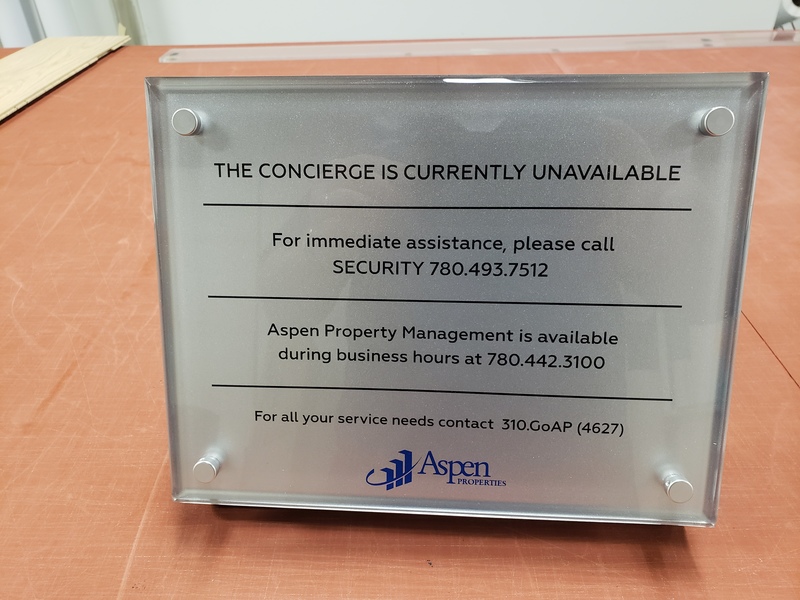 THE CONCIERGE IS CURRENTLY UNAVAILABLE
For immediate assistance, please call
SECURITY 780.493.7512
Aspen Property Management is available
during business hours at 780.442.3100
For all your service needs contact 310.GoAP (4627)
Aspen
PROPERTIES